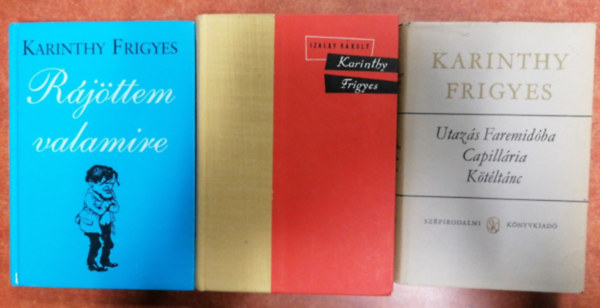 KARINTHY FRIGYES
Rájöttem
valamire
SZALAY KÁROLY
Karinthy
Frigyes
KARINTHY
FRIGYES
Utazás Faremidóba
Capillária
Kötéltánc
SZÉPIRODALMI KÖNYVKIADÓ